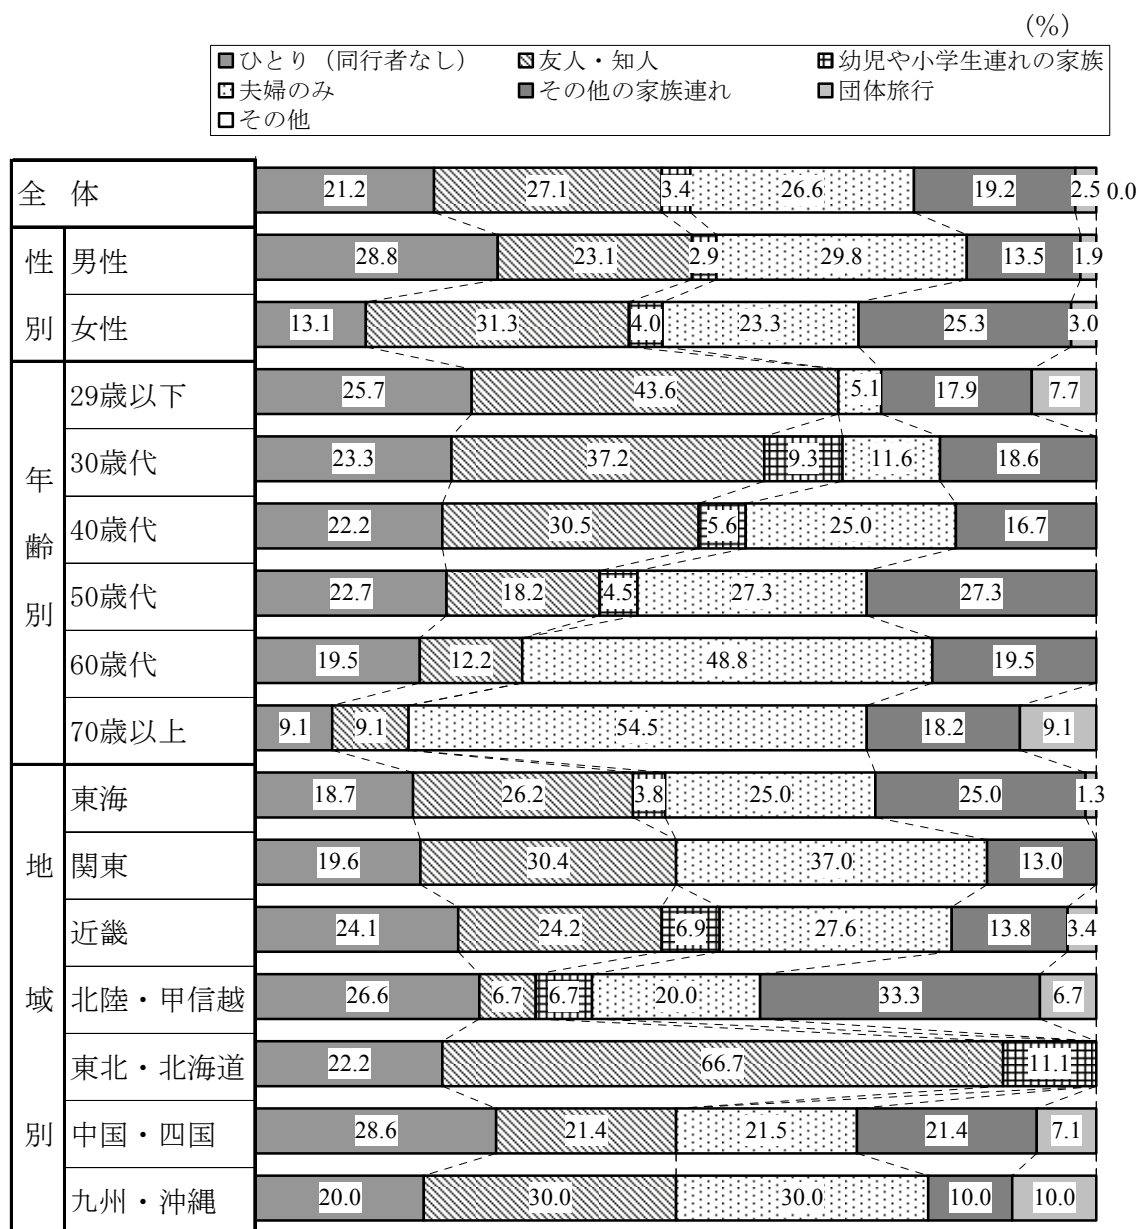 (%)
ひとり（同行者なし） 友人・知人 幼児や小学生連れの家族
夫婦のみ その他の家族連れ 団体旅行
その他
全 体 21.2 27.1 3.4 26.6 19.2 2.5 0.0
性別
男性 28.8 23.1 2.9 29.8 13.5 1.9
女性 13.1 31.3 4.0 23.3 25.3 3.0
年齢別
29歳以下 25.7 43.6 5.1 17.9 7.7
30歳代 23.3 37.2 9.3 11.6 18.6
40歳代 22.2 30.5 5.6 25.0 16.7
50歳代 22.7 18.2 4.5 27.3 27.3
60歳代 19.5 12.2 48.8 19.5
70歳以上 9.1 9.1 54.5 18.2 9.1
地域別
東海 18.7 26.2 3.8 25.0 25.0 1.3
関東 19.6 30.4 37.0 13.0
近畿 24.1 24.2 6.9 27.6 13.8 3.4
北陸・甲信越 26.6 6.7 6.7 20.0 33.3 6.7
東北・北海道 22.2 66.7 11.1
中国・四国 28.6 21.4 21.5 21.4 7.1
九州・沖縄 20.0 30.0 30.0 10.0 10.0